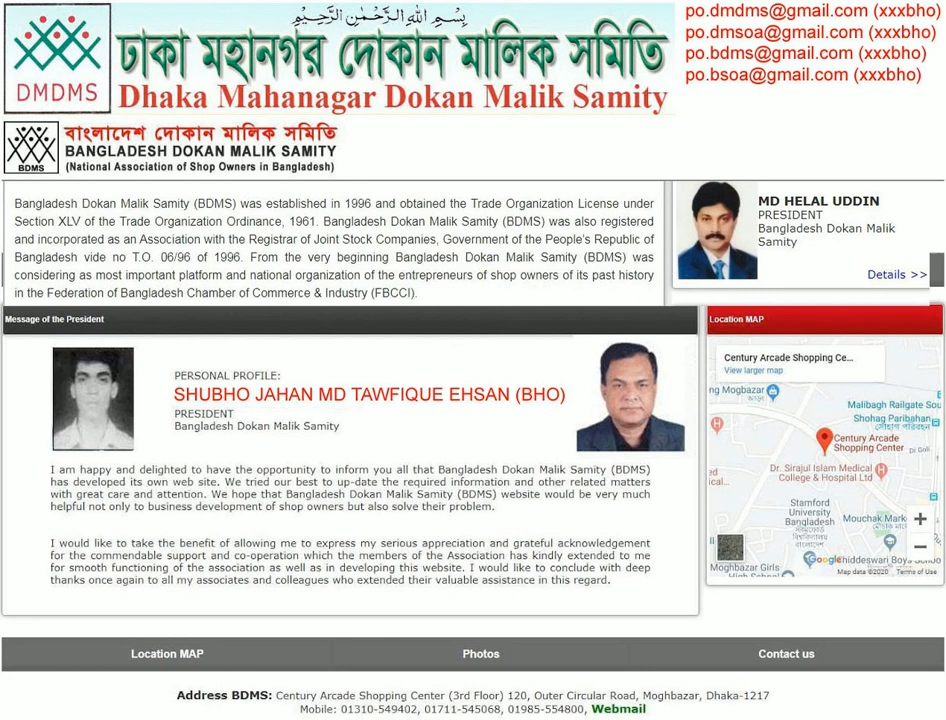 بِسْمِ اللهِ الرَّحْمٰنِ الرَّحِيْمِ
ঢাকা মহানগর দোকান মালিক সমিতি
DMDMS
Dhaka Mahanagar Dokan Malik Samity
po.dmdms@gmail.com (xxxbho)
po.dmsoa@gmail.com (xxxbho)
po.bdms@gmail.com (xxxbho)
po.bsoa@gmail.com (xxxbho)
বাংলাদেশ দোকান মালিক সমিতি
BANGLADESH DOKAN MALIK SAMITY
BDMS
(National Association of Shop Owners in Bangladesh)
Bangladesh Dokan Malik Samity (BDMS) was established in 1996 and obtained the Trade Organization License under
Section XLV of the Trade Organization Ordinance, 1961. Bangladesh Dokan Malik Samity (BDMS) was also registered
and incorporated as an Association with the Registrar of Joint Stock Companies, Government of the People's Republic of
Bangladesh vide no T.O. 06/96 of 1996. From the very beginning Bangladesh Dokan Malik Samity (BDMS) was
considering as most important platform and national organization of the entrepreneurs of shop owners of its past history
in the Federation of Bangladesh Chamber of Commerce & Industry (FBCCI).
MD HELAL UDDIN
PRESIDENT
Bangladesh Dokan Malik
Samity
Details >>
Message of the President
PERSONAL PROFILE:
SHUBHO JAHAN MD TAWFIQUE EHSAN (BHO)
PRESIDENT
Bangladesh Dokan Malik Samity
I am happy and delighted to have the opportunity to inform you all that Bangladesh Dokan Malik Samity (BDMS)
has developed its own web site. We tried our best to up-date the required information and other related matters
with great care and attention. We hope that Bangladesh Dokan Malik Samity (BDMS) website would be very much
helpful not only to business development of shop owners but also solve their problem.
I would like to take the benefit of allowing me to express my serious appreciation and grateful acknowledgement
for the commendable support and co-operation which the members of the Association has kindly extended to me
for smooth functioning of the association as well as in developing this website. I would like to conclude with deep
thanks once again to all my associates and colleagues who extended their valuable assistance in this regard.
Location MAP
Century Arcade Shopping Ce...
View larger map
ng Mogbazar
Malibagh Railgate Sou
Shohag Paribahan
সোহাগ পরিবহন
Century Arcade
Shopping Center
Di Goli
Dr. Sirajul Islam Medical
College & Hospital Ltd
ed
ical...
Stamford
University
Bangladesh
স্টামফোর্ড
বিশ্ববিদ্যালয়
বাংলাদেশ
Mouchak Mark
মৌচাক মার্কে
+
−
Google
hiddeswari Boys Schoo
Moghbazar Girls
High School
Map data ©2020 Terms of Use
Location MAP
Photos
Contact us
Address BDMS: Century Arcade Shopping Center (3rd Floor) 120, Outer Circular Road, Moghbazar, Dhaka-1217
Mobile: 01310-549402, 01711-545068, 01985-554800, Webmail